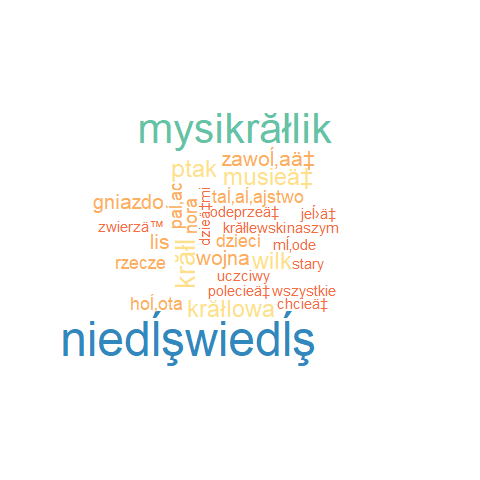 mysikrăłlik
zawoĺ‚aä‡
ptak
musieä‡
gniazdo
pal‚ac
nora
dzieä‡mi
taĺ‚aĺ‚ajstwo
odeprzeä‡
jeĺ›ä‡
zwierzä™
krăłlewskinaszym
lis
krăłl
dzieci
mĺ‚ode
rzecze
wojna
wilk
stary
uczciwy
polecieä‡
wszystkie
hoĺ‚ota
krăłlowa
chcieä‡
niedĺşwiedĺş